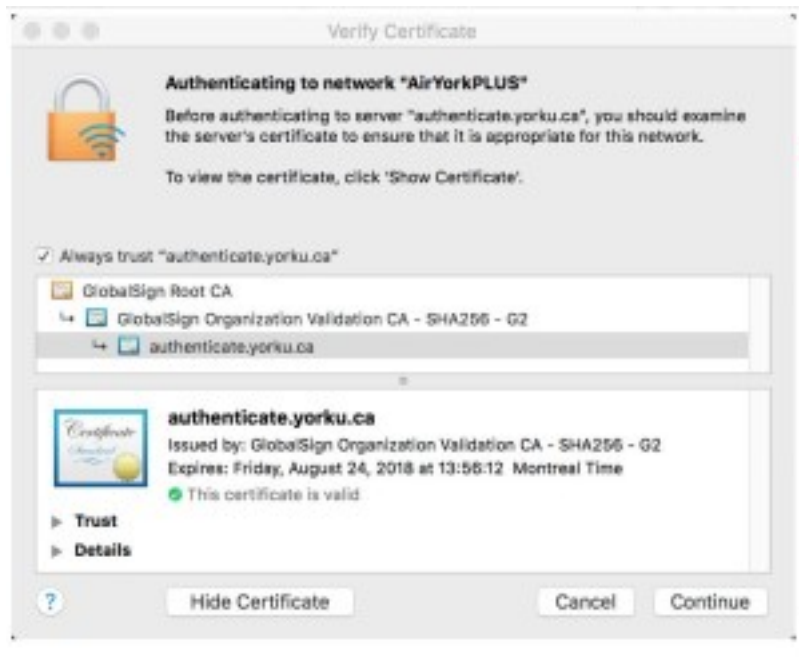 Verify Certificate
Authenticating to network "AirYorkPLUS"
Before authenticating to server "authenticate.yorku.ca", you should examine
the server's certificate to ensure that it is appropriate for this network.
To view the certificate, click 'Show Certificate'.
Always trust "authenticate.yorku.ca"
GlobalSign Root CA
GlobalSign Organization Validation CA - SHA256 - G2
authenticate.yorku.ca
Certificate
Standard
authenticate.yorku.ca
Issued by: GlobalSign Organization Validation CA - SHA256 - G2
Expires: Friday, August 24, 2018 at 13:56:12 Montreal Time
This certificate is valid
Trust
Details
?
Hide Certificate
Cancel
Continue